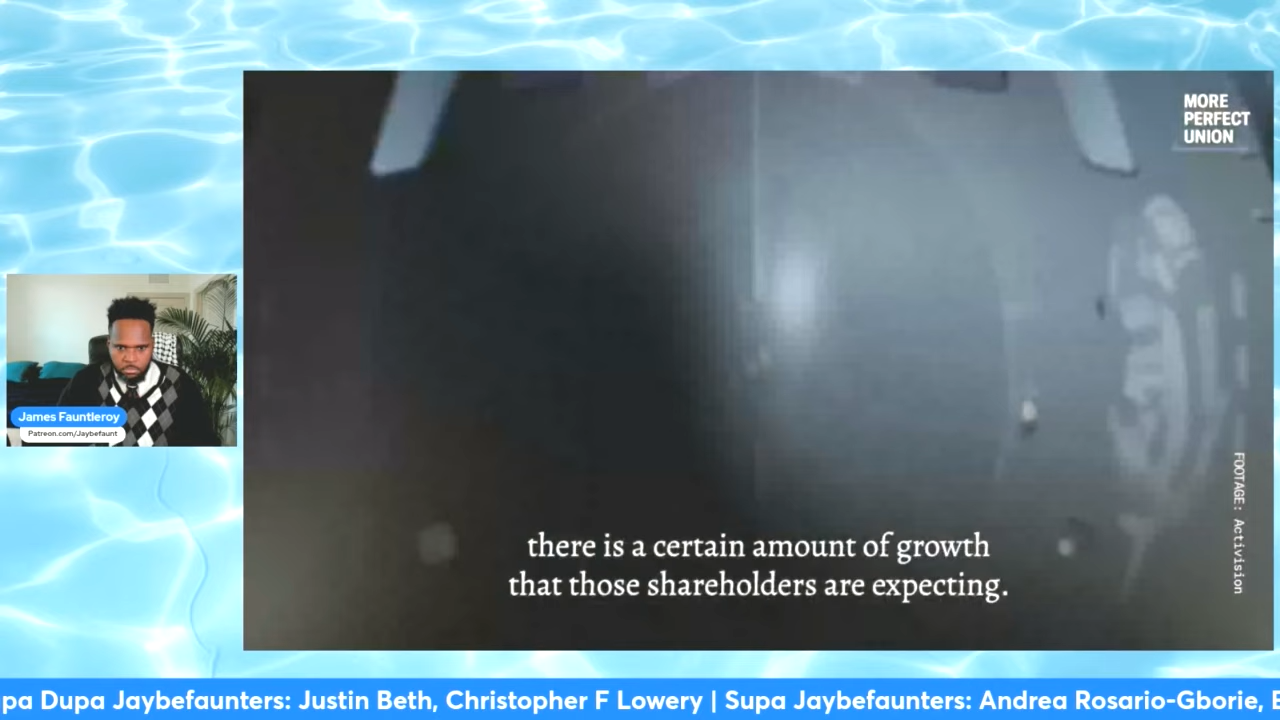 MORE
PERFECT
UNION
James Fauntleroy
Patreon.com/Jaybefaunt
FOOTAGE: Activision
there is a certain amount of growth
that those shareholders are expecting.
pa Dupa Jaybefaunters: Justin Beth, Christopher F Lowery | Supa Jaybefaunters: Andrea Rosario-Gborie, E